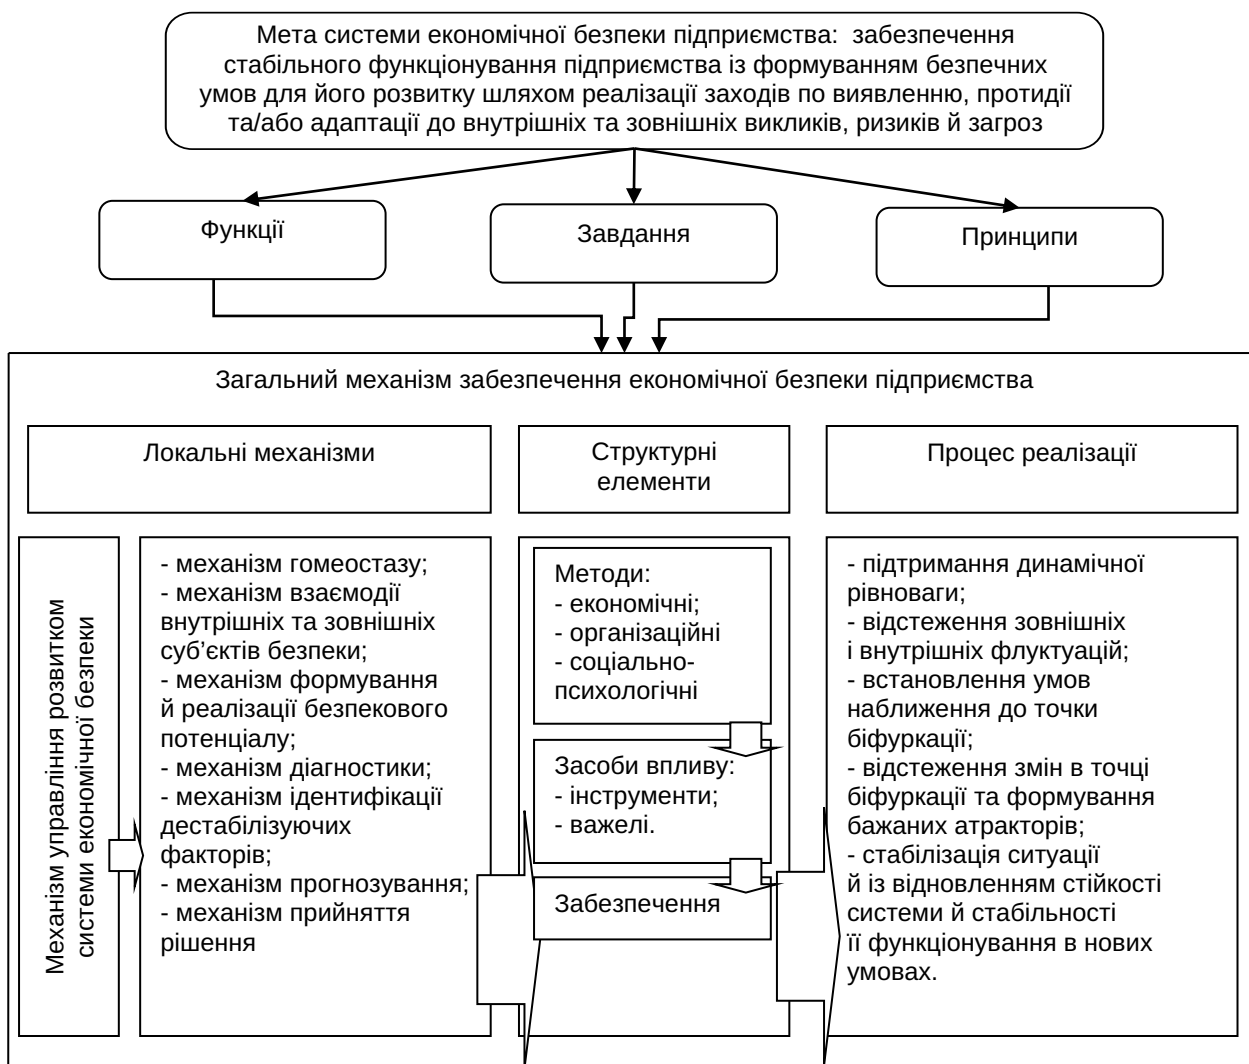 Мета системи економічної безпеки підприємства: забезпечення
стабільного функціонування підприємства із формуванням безпечних
умов для його розвитку шляхом реалізації заходів по виявленню, протидії
та/або адаптації до внутрішніх та зовнішніх викликів, ризиків й загроз
Функції
Завдання
Принципи
Загальний механізм забезпечення економічної безпеки підприємства
Локальні механізми
Структурні
елементи
Процес реалізації
Механізм управління розвитком
системи економічної безпеки
- механізм гомеостазу;
- механізм взаємодії
внутрішніх та зовнішніх
суб’єктів безпеки;
- механізм формування
й реалізації безпекового
потенціалу;
- механізм діагностики;
- механізм ідентифікації
дестабілізуючих
факторів;
- механізм прогнозування;
- механізм прийняття
рішення
Методи:
- економічні;
- організаційні
- соціально-
психологічні
Засоби впливу:
- інструменти;
- важелі.
Забезпечення
- підтримання динамічної
рівноваги;
- відстеження зовнішніх
і внутрішніх флуктуацій;
- встановлення умов
наближення до точки
біфуркації;
- відстеження змін в точці
біфуркації та формування
бажаних атракторів;
- стабілізація ситуації
й із відновленням стійкості
системи й стабільності
її функціонування в нових
умовах.